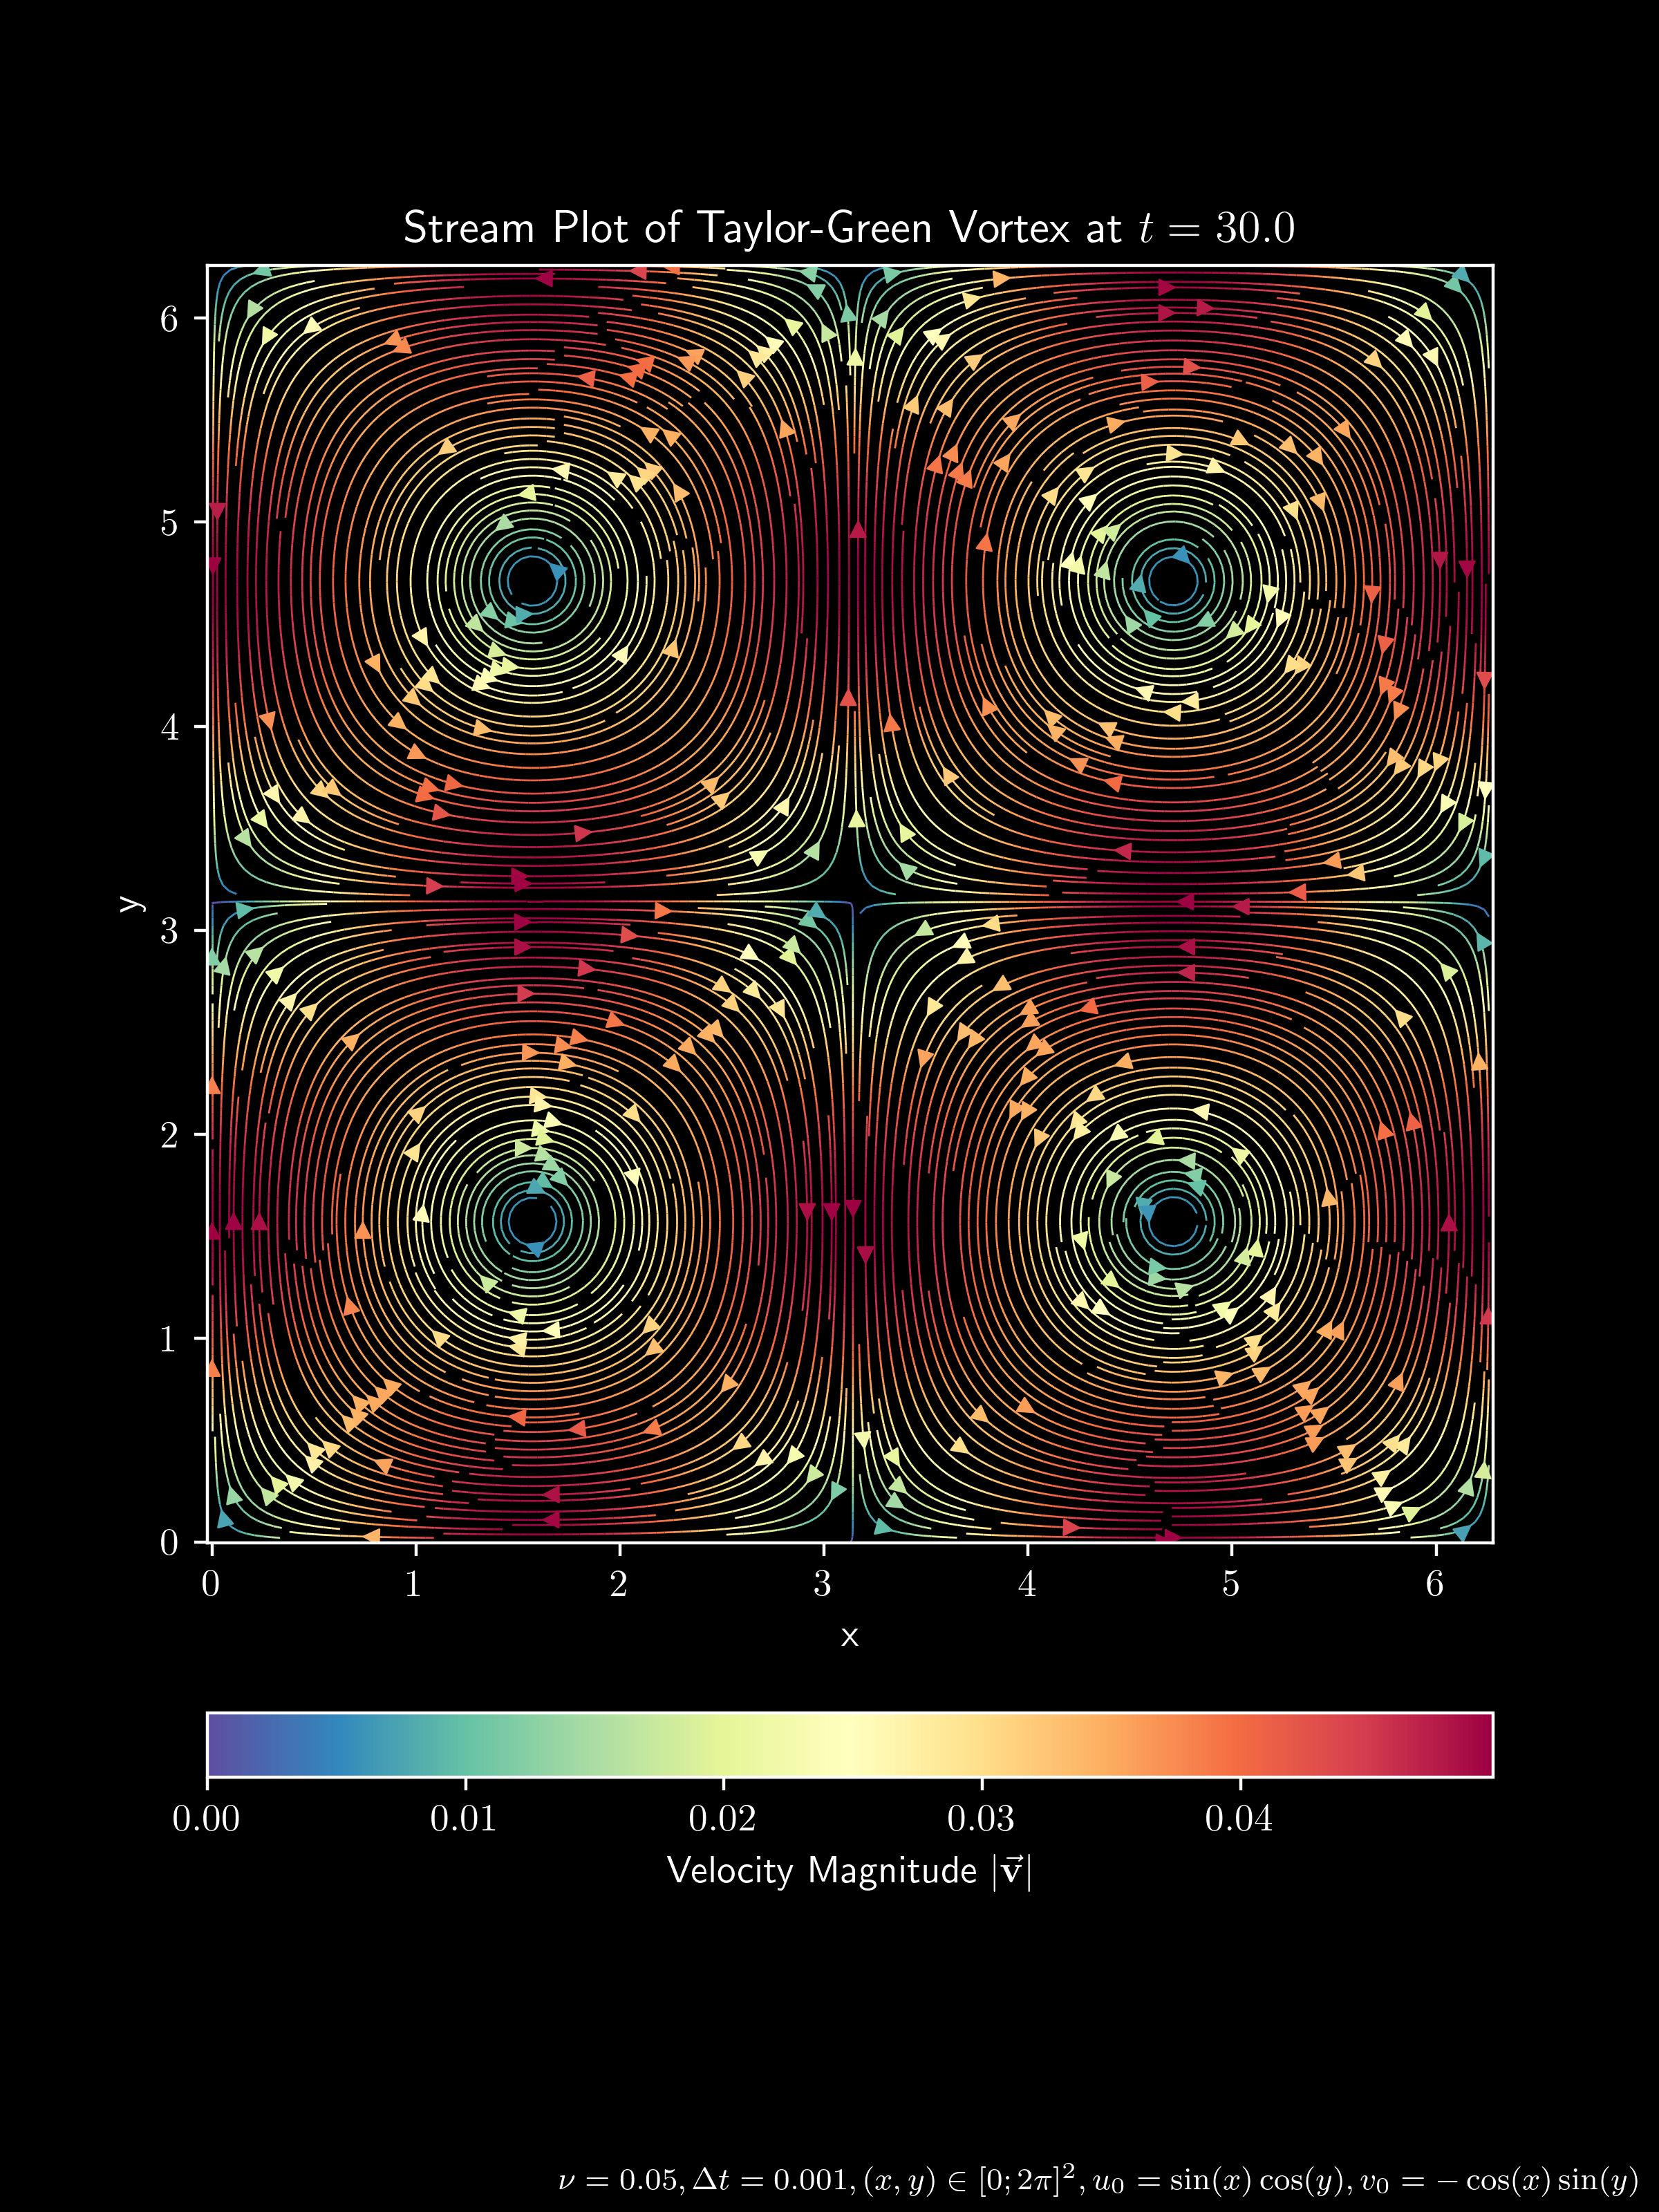 Stream Plot of Taylor-Green Vortex at t = 30.0
6
5
4
3
2
1
0
y
0 1 2 3 4 5 6
x
0.00 0.01 0.02 0.03 0.04
Velocity Magnitude |v⃗|
ν = 0.05, Δt = 0.001, (x, y) ∈ [0; 2π]², u₀ = sin(x) cos(y), v₀ = − cos(x) sin(y)